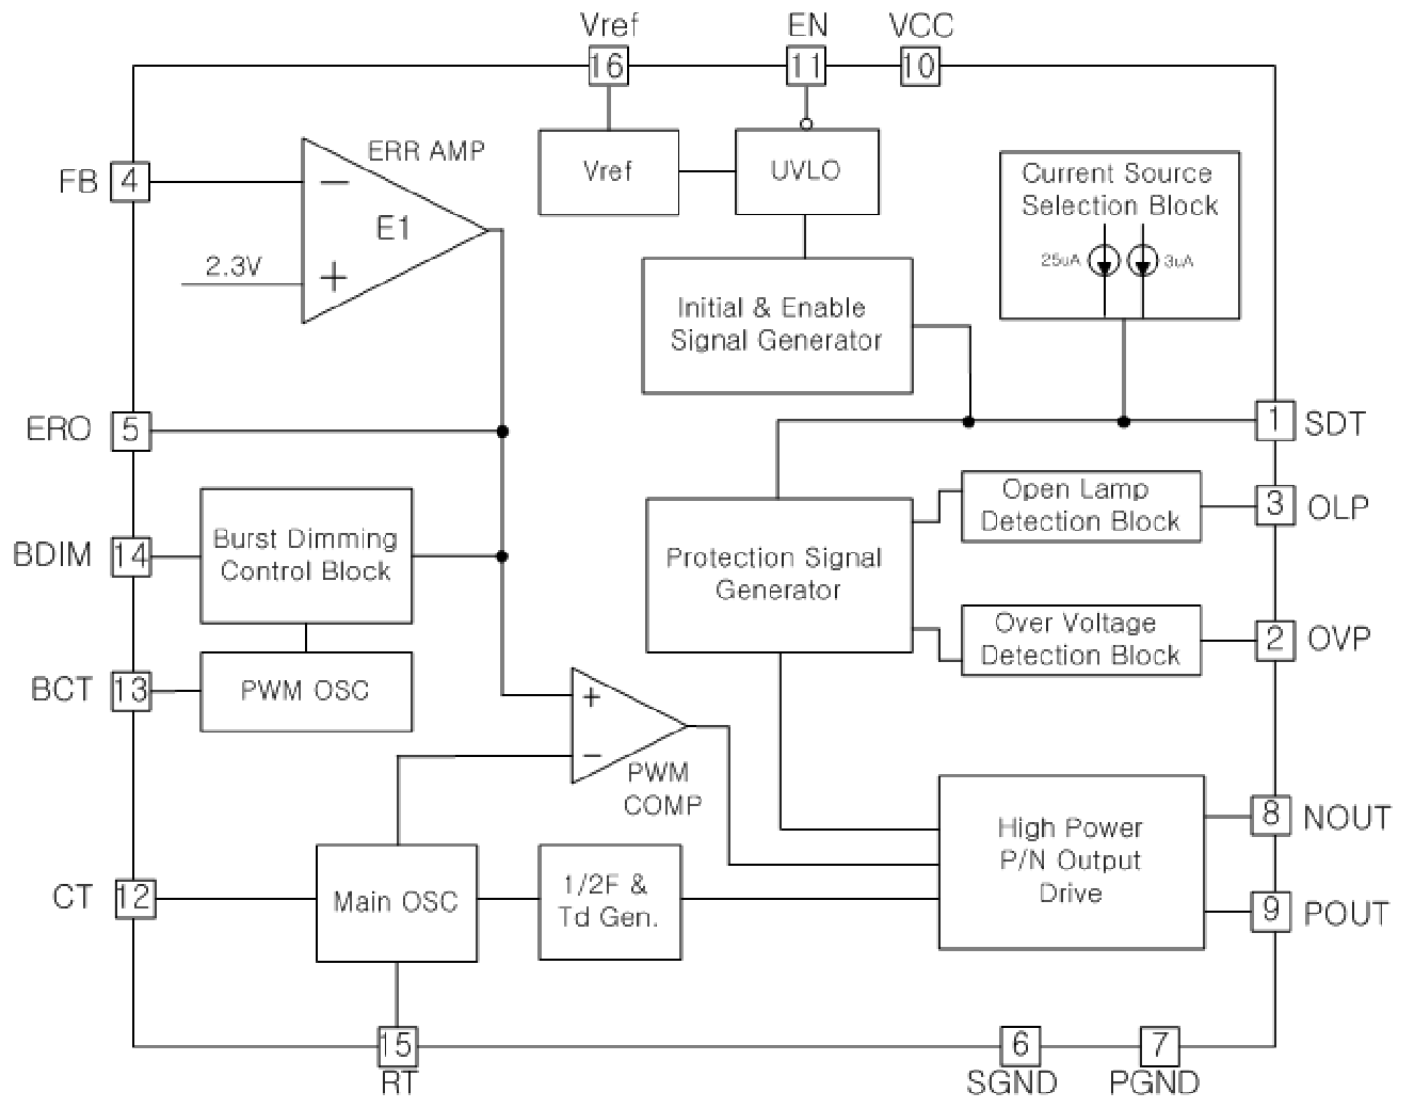 Vref
EN
VCC
16
11
10
ERR AMP
FB
4
−
E1
2.3V
+
Vref
UVLO
Current Source
Selection Block
25uA
3uA
Initial & Enable
Signal Generator
ERO
5
1
SDT
Open Lamp
Detection Block
3
OLP
BDIM
14
Burst Dimming
Control Block
Protection Signal
Generator
Over Voltage
Detection Block
2
OVP
BCT
13
PWM OSC
+
−
PWM
COMP
High Power
P/N Output
Drive
8
NOUT
9
POUT
CT
12
Main OSC
1/2F &
Td Gen.
15
RT
6
SGND
7
PGND